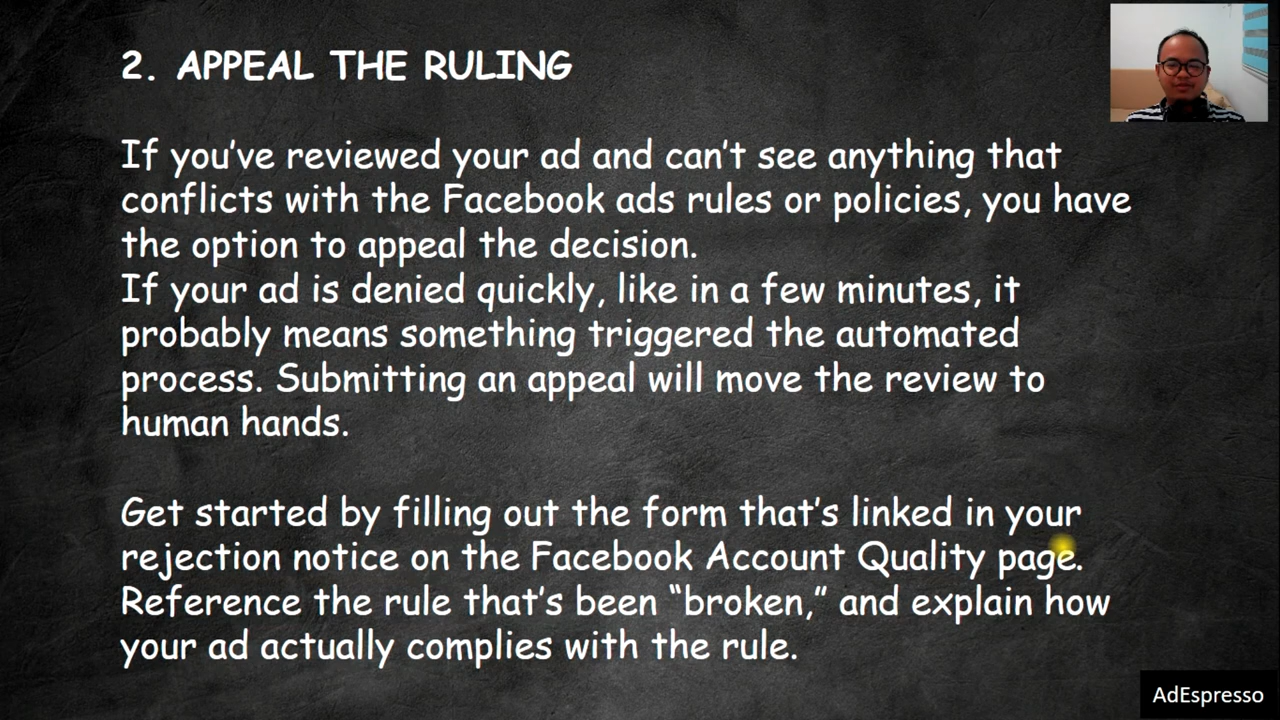 2. APPEAL THE RULING
If you've reviewed your ad and can't see anything that
conflicts with the Facebook ads rules or policies, you have
the option to appeal the decision.
If your ad is denied quickly, like in a few minutes, it
probably means something triggered the automated
process. Submitting an appeal will move the review to
human hands.
Get started by filling out the form that's linked in your
rejection notice on the Facebook Account Quality page.
Reference the rule that's been “broken,” and explain how
your ad actually complies with the rule.
AdEspresso